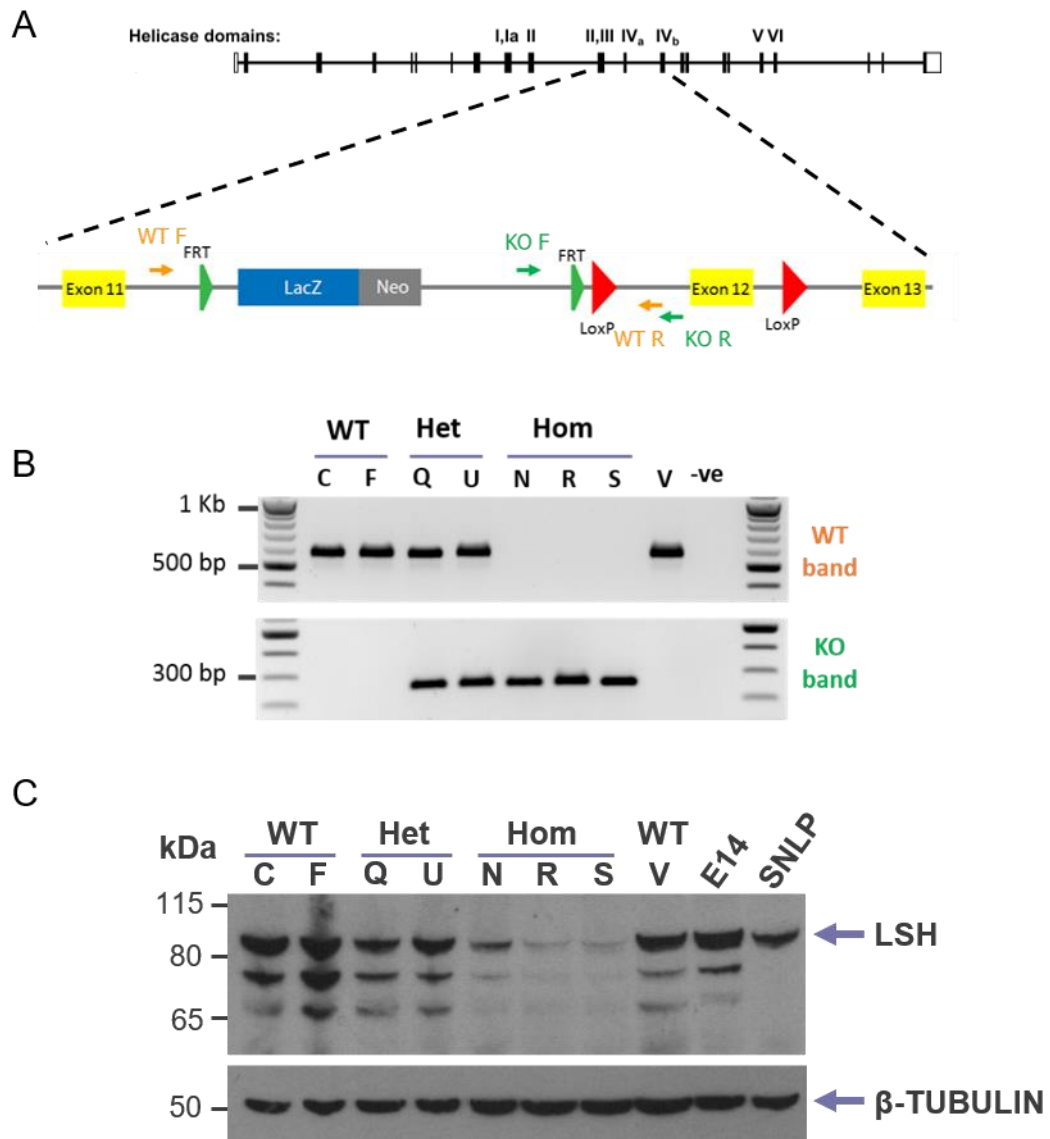 A
Helicase domains:
I,Ia II II,III IVa IVb V VI
WT F
FRT
KO F
FRT
Exon 11
LacZ
Neo
Exon 12
Exon 13
LoxP
WT R
KO R
LoxP
B
WT Het Hom
C F Q U N R S V -ve
1 Kb
500 bp
WT
band
300 bp
KO
band
C
kDa
WT Het Hom WT
C F Q U N R S V E14 SNLP
115
80
65
LSH
50
β-TUBULIN